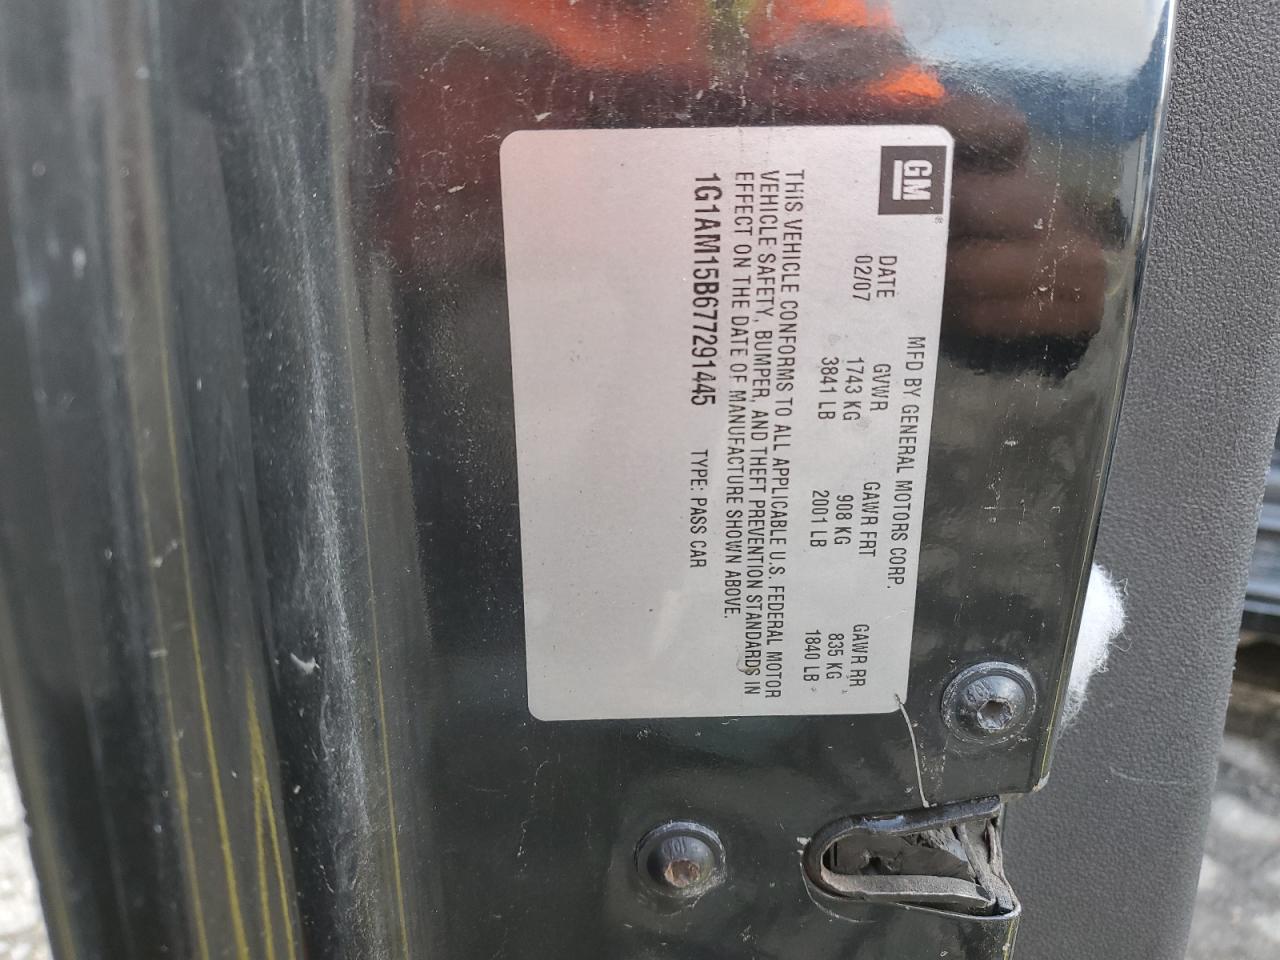 GM®
MFD BY GENERAL MOTORS CORP.
DATE GVWR GAWR FRT GAWR RR
02/07 1743 KG 908 KG 835 KG
3841 LB 2001 LB 1840 LB
THIS VEHICLE CONFORMS TO ALL APPLICABLE U.S. FEDERAL MOTOR
VEHICLE SAFETY, BUMPER, AND THEFT PREVENTION STANDARDS IN
EFFECT ON THE DATE OF MANUFACTURE SHOWN ABOVE.
1G1AM15B677291445 TYPE: PASS CAR